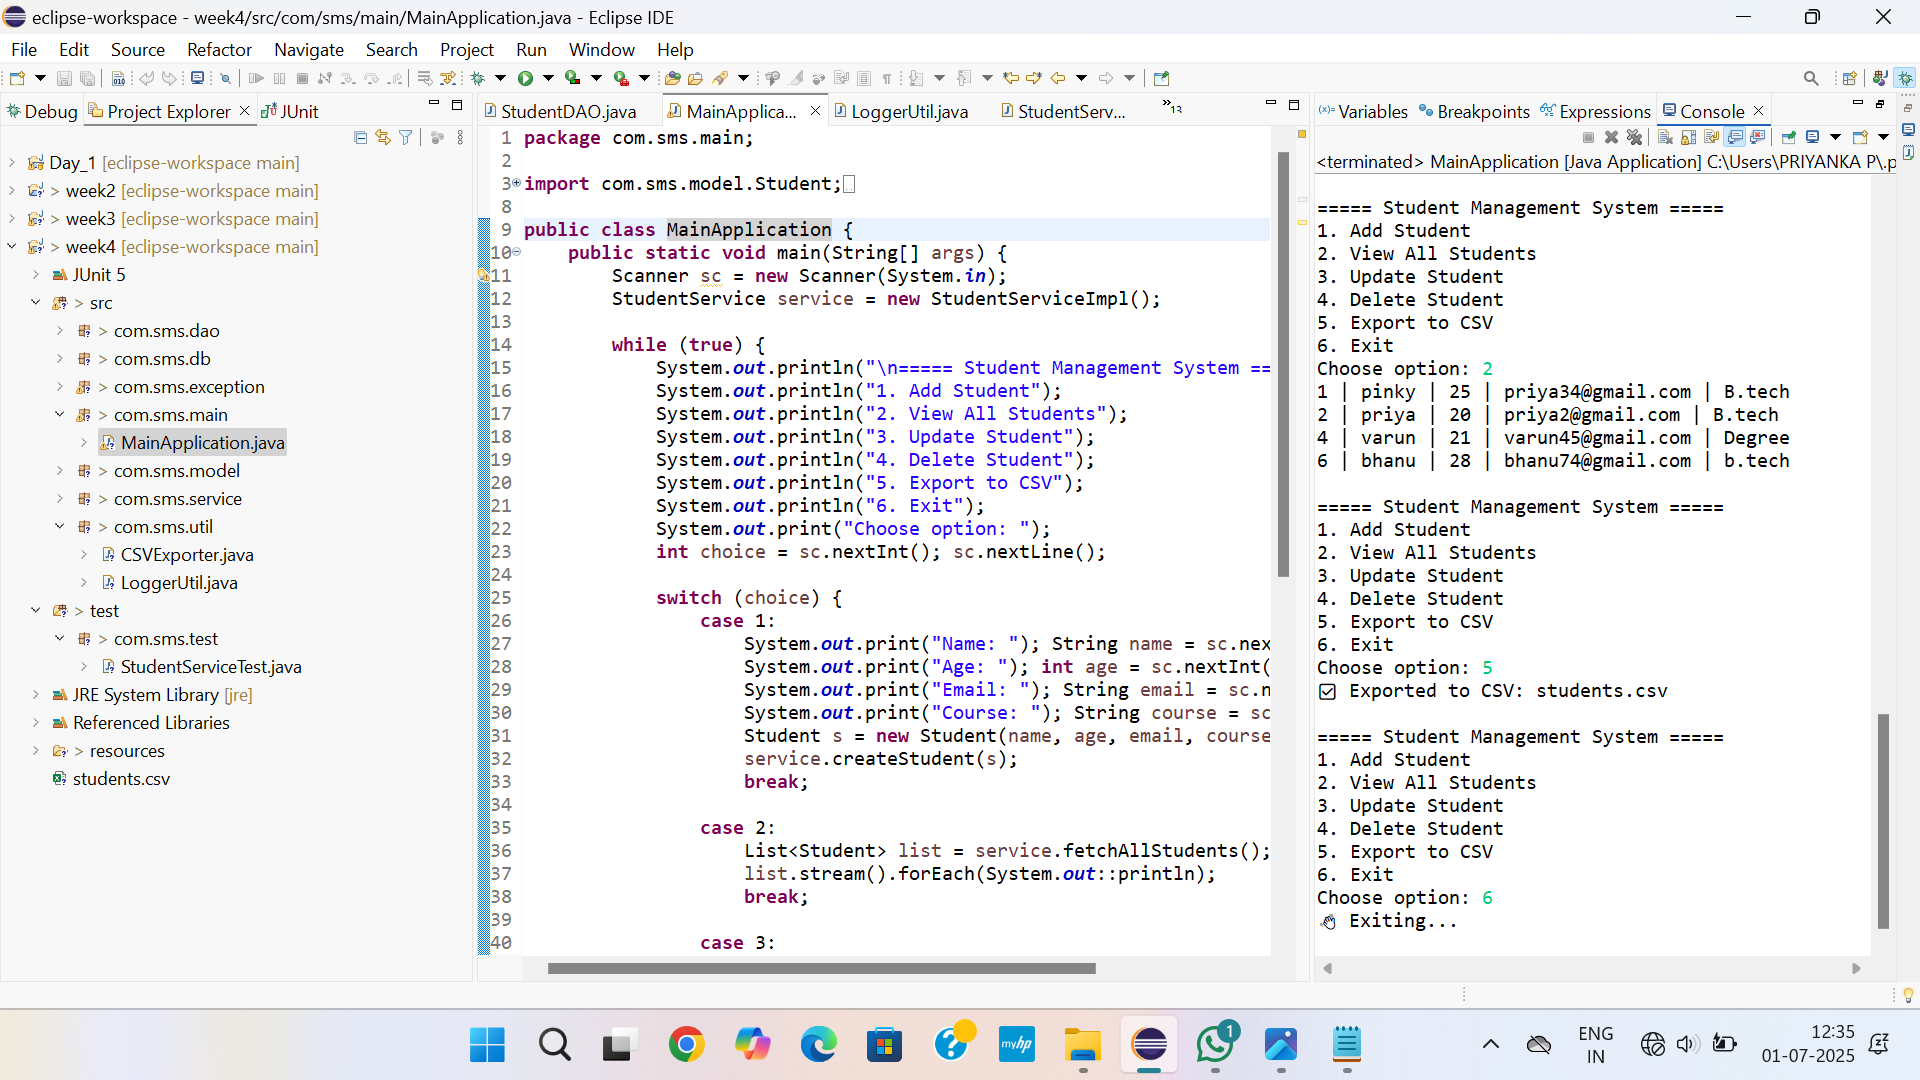 eclipse-workspace - week4/src/com/sms/main/MainApplication.java - Eclipse IDE
File Edit Source Refactor Navigate Search Project Run Window Help
Debug Project Explorer JUnit
Day_1 [eclipse-workspace main]
> week2 [eclipse-workspace main]
> week3 [eclipse-workspace main]
> week4 [eclipse-workspace main]
JUnit 5
> src
> com.sms.dao
> com.sms.db
> com.sms.exception
> com.sms.main
MainApplication.java
> com.sms.model
> com.sms.service
> com.sms.util
CSVExporter.java
LoggerUtil.java
> test
> com.sms.test
StudentServiceTest.java
JRE System Library [jre]
Referenced Libraries
> resources
students.csv
StudentDAO.java MainApplica... LoggerUtil.java StudentServ... »13
1 package com.sms.main;
2
3 import com.sms.model.Student;
8
9 public class MainApplication {
10 public static void main(String[] args) {
11 Scanner sc = new Scanner(System.in);
12 StudentService service = new StudentServiceImpl();
13
14 while (true) {
15 System.out.println("\n===== Student Management System ==
16 System.out.println("1. Add Student");
17 System.out.println("2. View All Students");
18 System.out.println("3. Update Student");
19 System.out.println("4. Delete Student");
20 System.out.println("5. Export to CSV");
21 System.out.println("6. Exit");
22 System.out.print("Choose option: ");
23 int choice = sc.nextInt(); sc.nextLine();
24
25 switch (choice) {
26 case 1:
27 System.out.print("Name: "); String name = sc.nex
28 System.out.print("Age: "); int age = sc.nextInt(
29 System.out.print("Email: "); String email = sc.n
30 System.out.print("Course: "); String course = sc
31 Student s = new Student(name, age, email, course
32 service.createStudent(s);
33 break;
34
35 case 2:
36 List<Student> list = service.fetchAllStudents();
37 list.stream().forEach(System.out::println);
38 break;
39
40 case 3:
Variables Breakpoints Expressions Console
<terminated> MainApplication [Java Application] C:\Users\PRIYANKA P\.p
===== Student Management System =====
1. Add Student
2. View All Students
3. Update Student
4. Delete Student
5. Export to CSV
6. Exit
Choose option: 2
1 | pinky | 25 | priya34@gmail.com | B.tech
2 | priya | 20 | priya2@gmail.com | B.tech
4 | varun | 21 | varun45@gmail.com | Degree
6 | bhanu | 28 | bhanu74@gmail.com | b.tech
===== Student Management System =====
1. Add Student
2. View All Students
3. Update Student
4. Delete Student
5. Export to CSV
6. Exit
Choose option: 5
☑ Exported to CSV: students.csv
===== Student Management System =====
1. Add Student
2. View All Students
3. Update Student
4. Delete Student
5. Export to CSV
6. Exit
Choose option: 6
👋 Exiting...
myhp
1
ENG
IN
12:35
01-07-2025